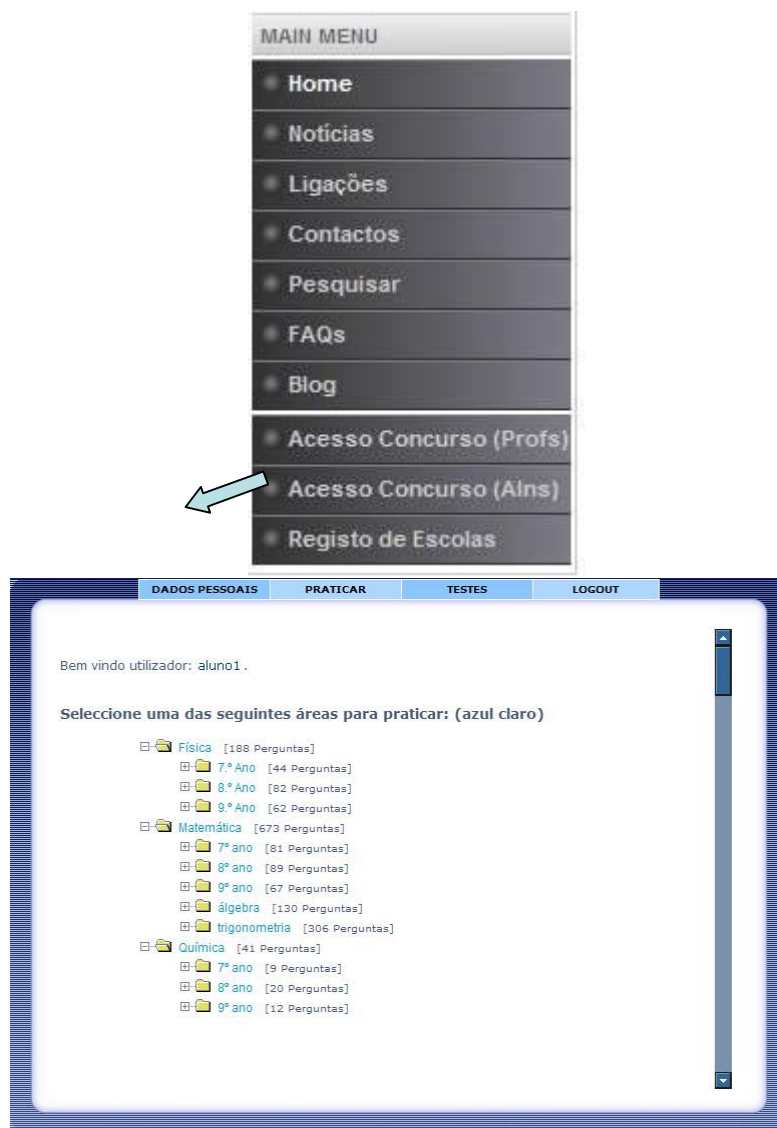 MAIN MENU
Home
Notícias
Ligações
Contactos
Pesquisar
FAQs
Blog
Acesso Concurso (Profs)
Acesso Concurso (Alns)
Registo de Escolas
DADOS PESSOAIS PRATICAR TESTES LOGOUT
Bem vindo utilizador: aluno1 .
Seleccione uma das seguintes áreas para praticar: (azul claro)
Física [188 Perguntas]
7.º Ano [44 Perguntas]
8.º Ano [82 Perguntas]
9.º Ano [62 Perguntas]
Matemática [673 Perguntas]
7º ano [81 Perguntas]
8º ano [89 Perguntas]
9º ano [67 Perguntas]
álgebra [130 Perguntas]
trigonometria [306 Perguntas]
Química [41 Perguntas]
7º ano [9 Perguntas]
8º ano [20 Perguntas]
9º ano [12 Perguntas]